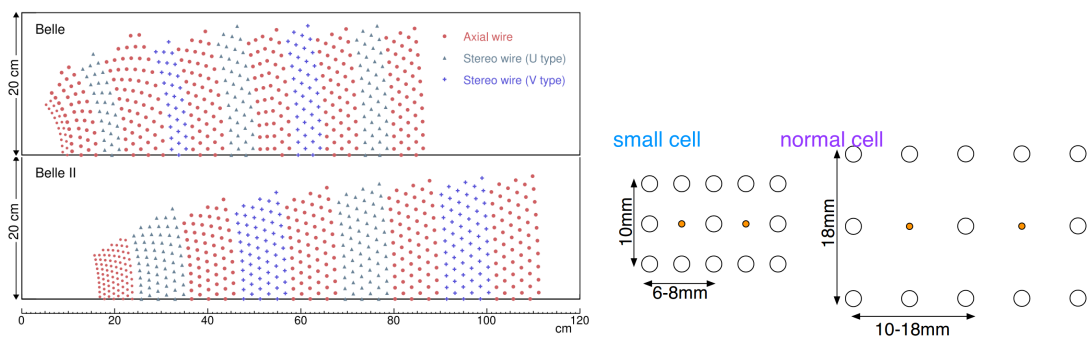 Belle
Axial wire
Stereo wire (U type)
Stereo wire (V type)
20 cm
Belle II
20 cm
0 20 40 60 80 100 120
cm
small cell
10mm
6-8mm
normal cell
18mm
10-18mm